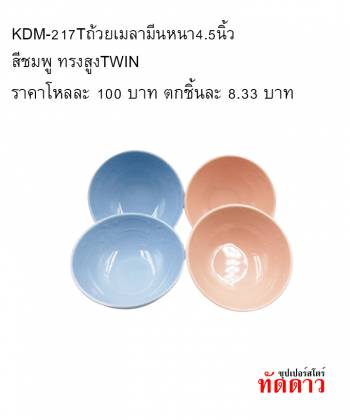 KDM-217Tถ้วยเมลามีนหนา4.5นิ้ว
สีชมพู ทรงสูงTWIN
ราคาโหลละ 100 บาท ตกชิ้นละ 8.33 บาท
ซุปเปอร์สโตร์
ทัดดาว